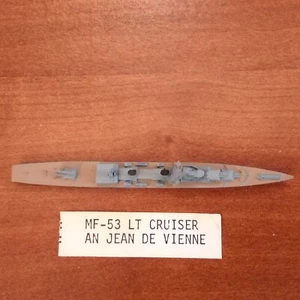 MF-53 LT CRUISER
AN JEAN DE VIENNE